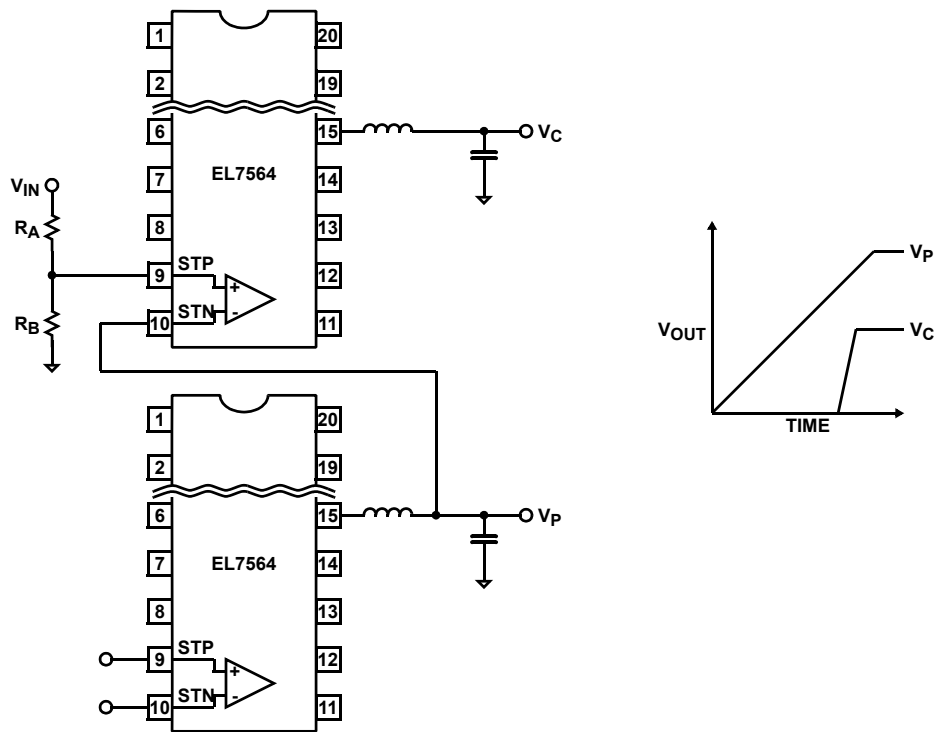 1 20
2 19
6 15 V_C
EL7564
7 14
V_IN
R_A
8 13
9 STP 12
+
R_B
10 STN 11
-
1 20
2 19
6 15 V_P
EL7564
7 14
8 13
9 STP 12
+
10 STN 11
-
V_P
V_OUT
V_C
TIME